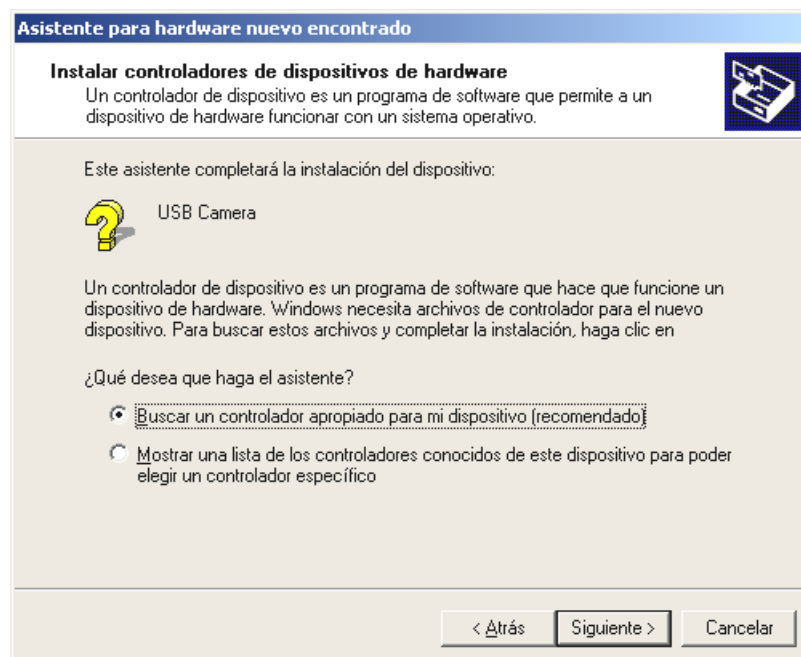 Asistente para hardware nuevo encontrado
Instalar controladores de dispositivos de hardware
Un controlador de dispositivo es un programa de software que permite a un
dispositivo de hardware funcionar con un sistema operativo.
Este asistente completará la instalación del dispositivo:
USB Camera
Un controlador de dispositivo es un programa de software que hace que funcione un
dispositivo de hardware. Windows necesita archivos de controlador para el nuevo
dispositivo. Para buscar estos archivos y completar la instalación, haga clic en
¿Qué desea que haga el asistente?
Buscar un controlador apropiado para mi dispositivo (recomendado)
Mostrar una lista de los controladores conocidos de este dispositivo para poder
elegir un controlador específico
< Atrás Siguiente > Cancelar